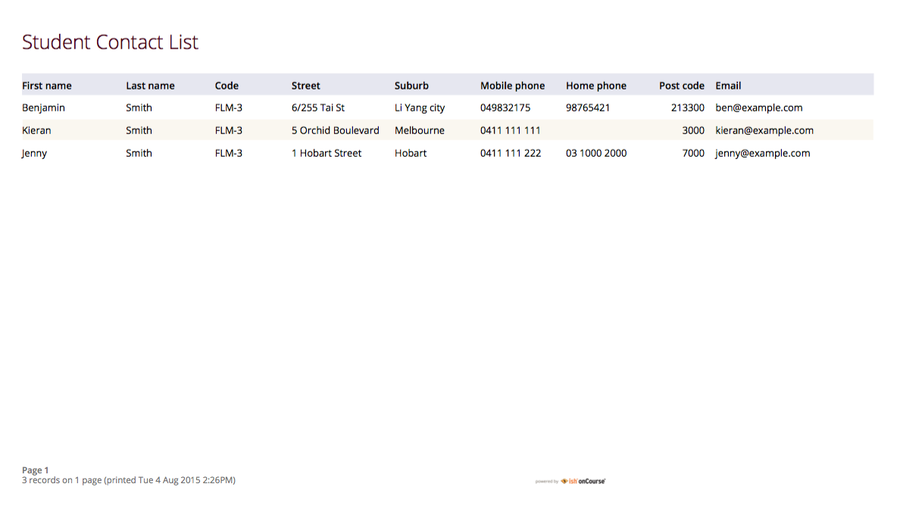 Student Contact List
First name Last name Code Street Suburb Mobile phone Home phone Post code Email
Benjamin Smith FLM-3 6/255 Tai St Li Yang city 049832175 98765421 213300 ben@example.com
Kieran Smith FLM-3 5 Orchid Boulevard Melbourne 0411 111 111 3000 kieran@example.com
Jenny Smith FLM-3 1 Hobart Street Hobart 0411 111 222 03 1000 2000 7000 jenny@example.com
Page 1
3 records on 1 page (printed Tue 4 Aug 2015 2:26PM)
powered by ish onCourse